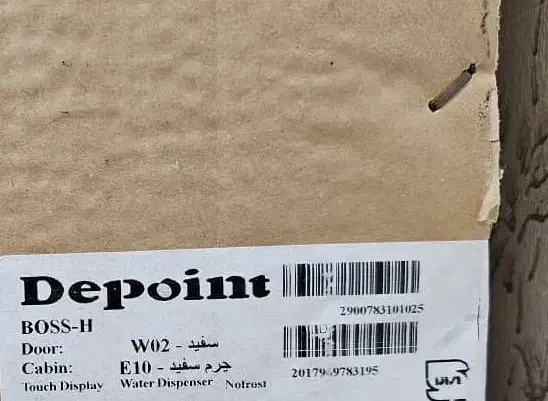 Depoint
2900783101025
BOSS-H
Door: W02 - سفید
Cabin: E10 - چرم سفید
Touch Display Water Dispenser Nofrost